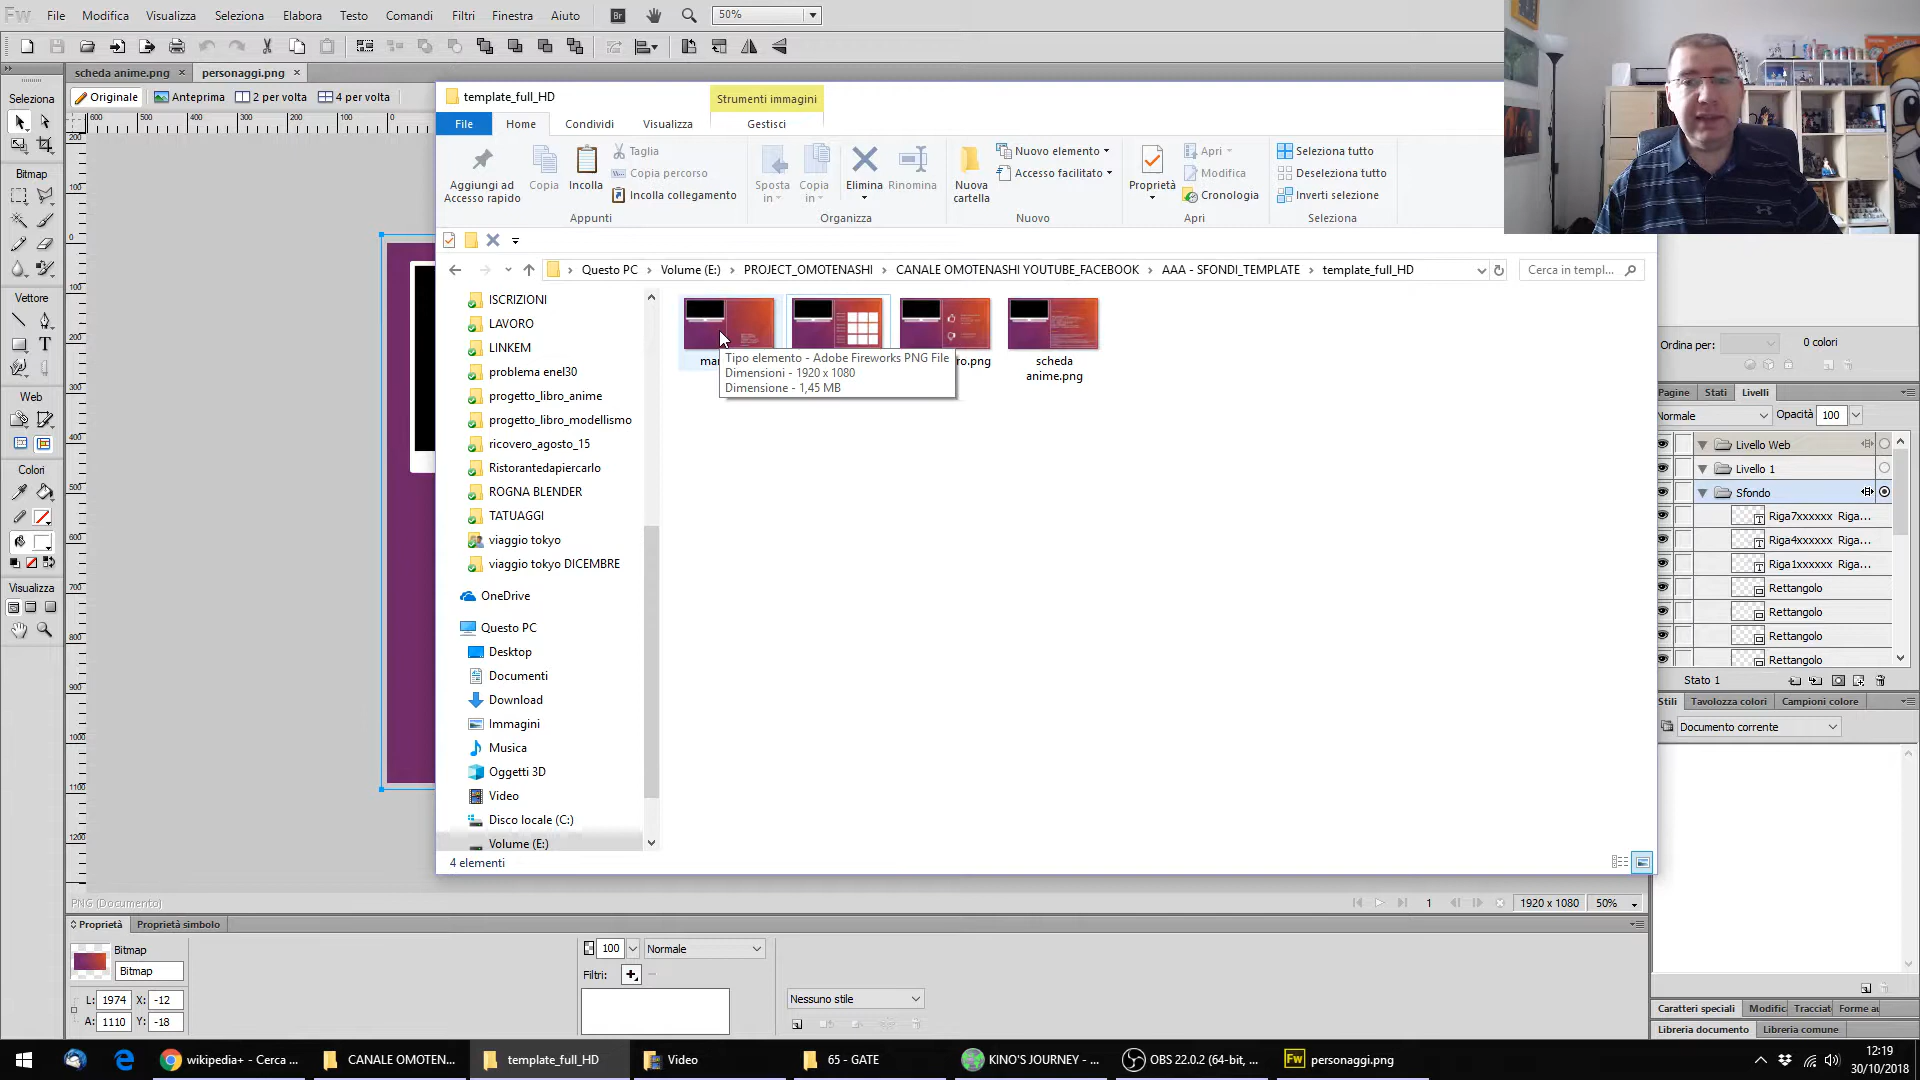 Fw File Modifica Visualizza Seleziona Elabora Testo Comandi Filtri Finestra Aiuto Br 50%
scheda anime.png × personaggi.png ×
Originale Anteprima 2 per volta 4 per volta
Seleziona
Bitmap
Vettore
Web
Colori
Visualizza
template_full_HD Strumenti immagini
File Home Condividi Visualizza Gestisci
Aggiungi ad Accesso rapido
Copia
Incolla
Taglia
Copia percorso
Incolla collegamento
Appunti
Sposta in
Copia in
Elimina
Rinomina
Organizza
Nuova cartella
Nuovo elemento
Accesso facilitato
Nuovo
Proprietà
Apri
Modifica
Cronologia
Apri
Seleziona tutto
Deseleziona tutto
Inverti selezione
Selezione
Questo PC > Volume (E:) > PROJECT_OMOTENASHI > CANALE OMOTENASHI YOUTUBE_FACEBOOK > AAA - SFONDI_TEMPLATE > template_full_HD
Cerca in templ...
ISCRIZIONI
LAVORO
LINKEM
problema enel30
progetto_libro_anime
progetto_libro_modellismo
ricovero_agosto_15
Ristorantedapiercarlo
ROGNA BLENDER
TATUAGGI
viaggio tokyo
viaggio tokyo DICEMBRE
OneDrive
Questo PC
Desktop
Documenti
Download
Immagini
Musica
Oggetti 3D
Video
Disco locale (C:)
Volume (E:)
4 elementi
scheda
anime.png
Tipo elemento - Adobe Fireworks PNG File
Dimensioni - 1920 x 1080
Dimensione - 1,45 MB
Ordina per: 0 colori
Pagine Stati Livelli
Normale Opacità 100
Livello Web
Livello 1
Sfondo
Riga7xxxxxx Riga...
Riga4xxxxxx Riga...
Riga1xxxxxx Riga...
Rettangolo
Rettangolo
Rettangolo
Rettangolo
Stato 1
Stili Tavolozza colori Campioni colore
Documento corrente
PNG (Documento) 1 1920 x 1080 50%
Proprietà Proprietà simbolo
Bitmap
Bitmap
L: 1974 X: -12
A: 1110 Y: -18
100 Normale
Filtri:
Nessuno stile
Caratteri speciali Modific Tracciat Forme au
Libreria documento Libreria comune
wikipedia+ - Cerca ... CANALE OMOTEN... template_full_HD Video 65 - GATE KINO'S JOURNEY - ... OBS 22.0.2 (64-bit, ... Fw personaggi.png
12:19
30/10/2018